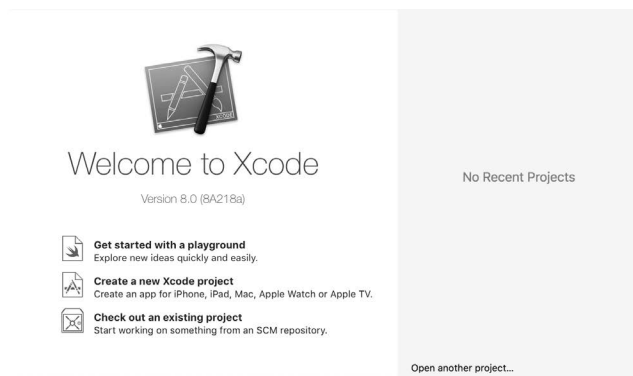 XCODE
Welcome to Xcode
Version 8.0 (8A218a)
Get started with a playground
Explore new ideas quickly and easily.
Create a new Xcode project
Create an app for iPhone, iPad, Mac, Apple Watch or Apple TV.
Check out an existing project
Start working on something from an SCM repository.
No Recent Projects
Open another project...